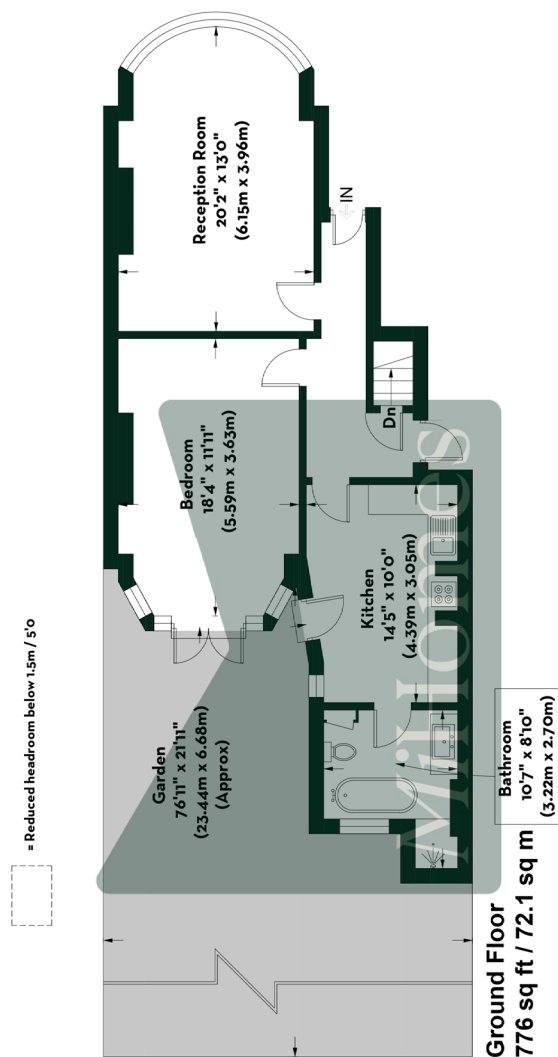 = Reduced headroom below 1.5m / 5'0
Reception Room
20'2" x 13'0"
(6.15m x 3.96m)
IN
Bedroom
18'4" x 11'11"
(5.59m x 3.63m)
Dn
Kitchen
14'5" x 10'0"
(4.39m x 3.05m)
Garden
76'11" x 21'11"
(23.44m x 6.68m)
(Approx)
Bathroom
10'7" x 8'10"
(3.22m x 2.70m)
MiHomes
Ground Floor
776 sq ft / 72.1 sq m